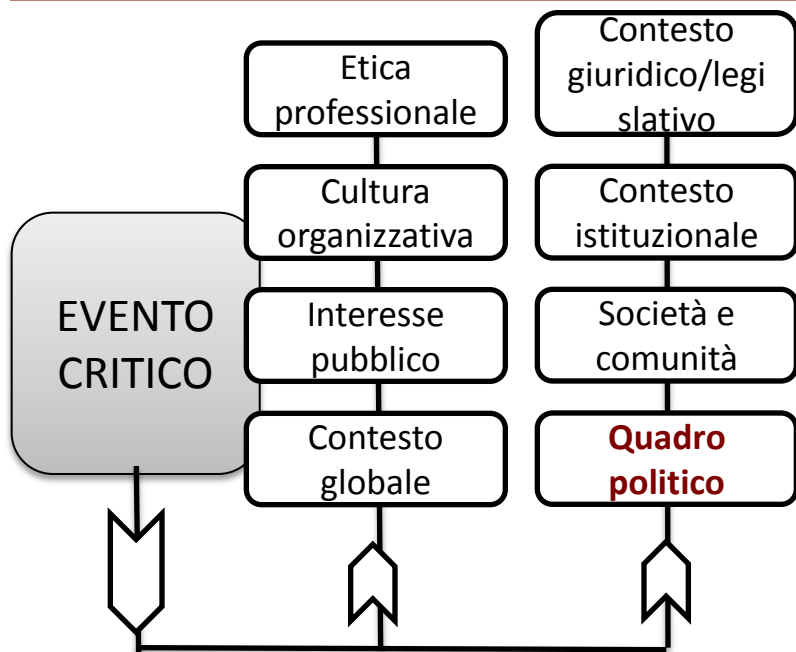 EVENTO
CRITICO
Etica
professionale
Cultura
organizzativa
Interesse
pubblico
Contesto
globale
Contesto
giuridico/legi
slativo
Contesto
istituzionale
Società e
comunità
Quadro
politico